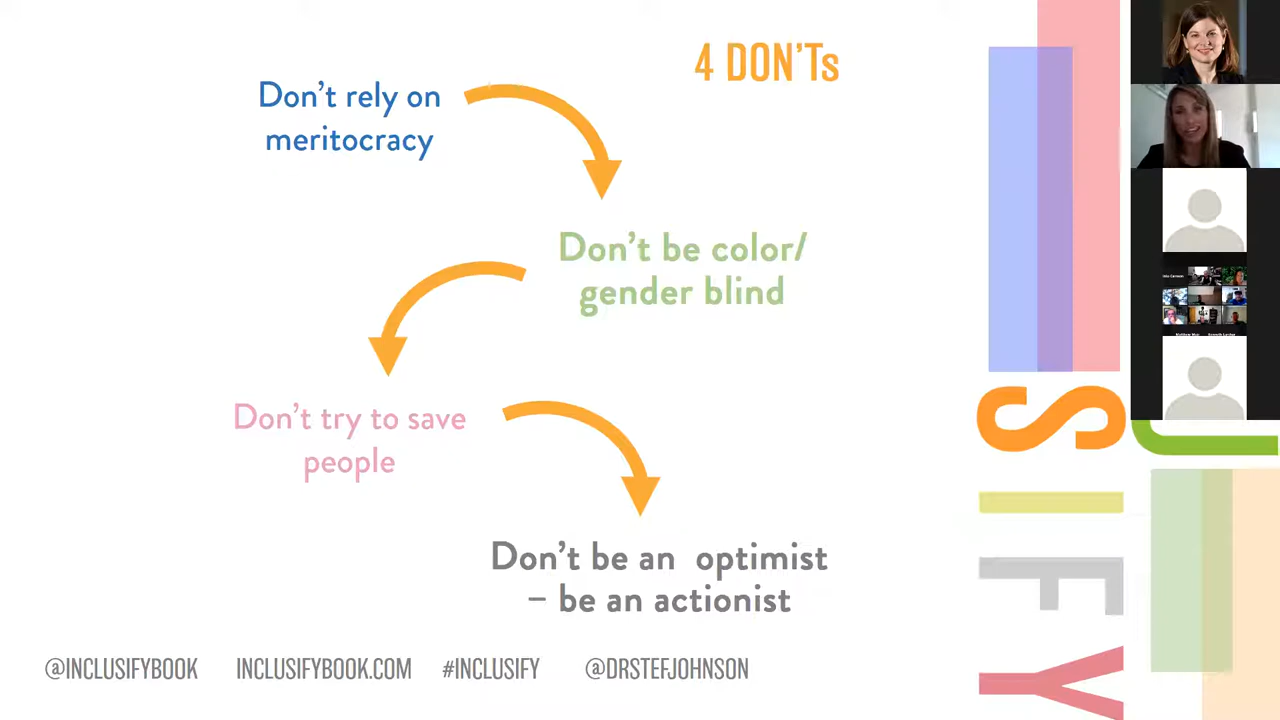 4 DON'Ts
Don't rely on
meritocracy
Don't be color/
gender blind
Don't try to save
people
Don't be an optimist
– be an actionist
@INCLUSIFYBOOK INCLUSIFYBOOK.COM #INCLUSIFY @DRSTEFJOHNSON
SIFY